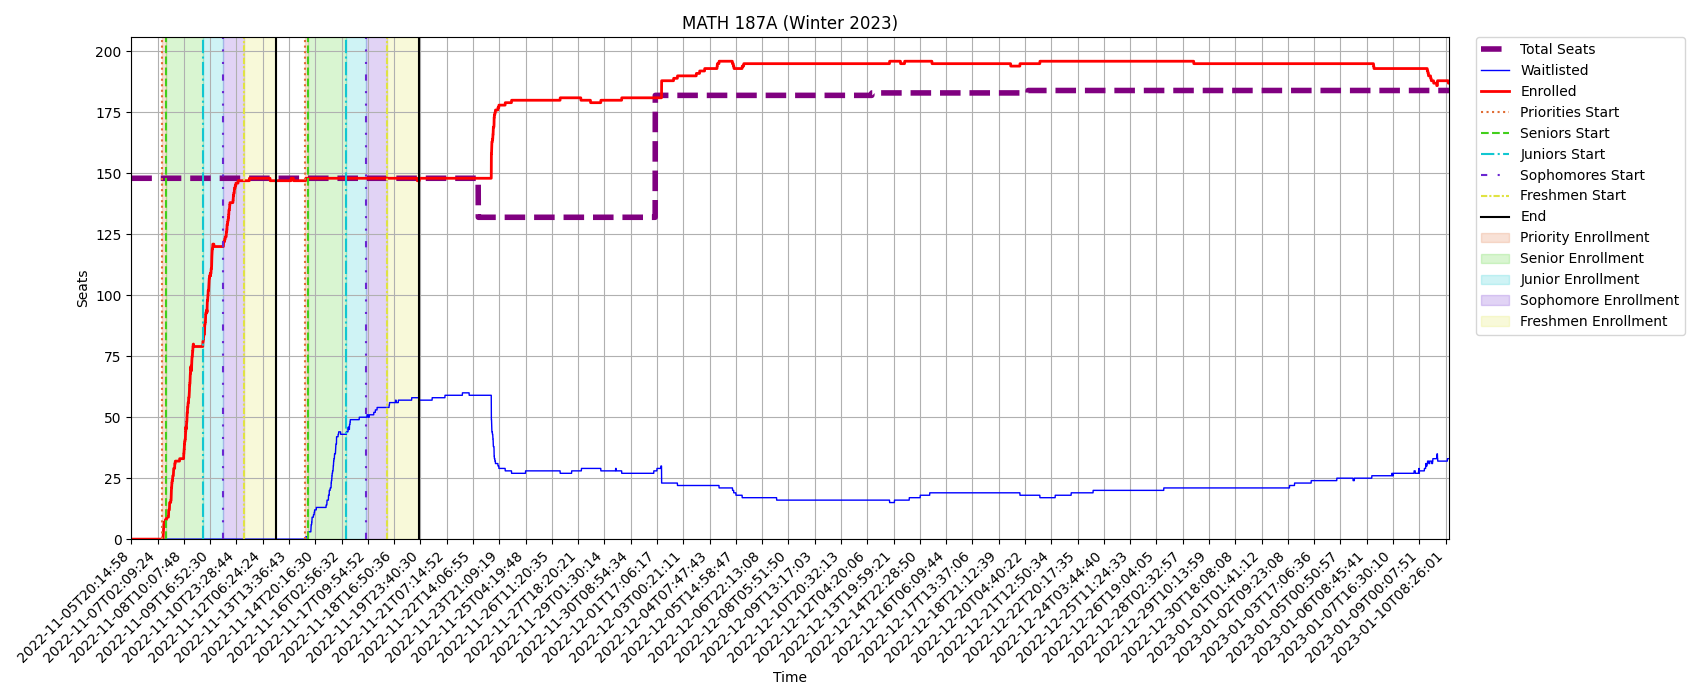 MATH 187A (Winter 2023)
200
175
150
125
100
75
50
25
0
Seats
2022-11-05T20:14:58
2022-11-07T02:09:24
2022-11-08T10:07:48
2022-11-09T16:52:30
2022-11-10T23:28:44
2022-11-12T06:24:24
2022-11-13T13:36:43
2022-11-14T20:16:30
2022-11-16T02:56:32
2022-11-17T09:54:52
2022-11-18T16:50:36
2022-11-19T23:40:30
2022-11-21T07:14:52
2022-11-22T14:06:55
2022-11-23T21:09:19
2022-11-25T04:19:48
2022-11-26T11:20:35
2022-11-27T18:20:21
2022-11-29T01:30:14
2022-11-30T08:54:34
2022-12-01T17:06:17
2022-12-03T00:21:11
2022-12-04T07:47:43
2022-12-05T14:58:47
2022-12-06T22:13:08
2022-12-08T05:51:50
2022-12-09T13:17:03
2022-12-10T20:32:13
2022-12-12T04:20:06
2022-12-13T19:59:21
2022-12-14T22:28:50
2022-12-16T06:09:44
2022-12-17T13:37:06
2022-12-18T21:12:39
2022-12-20T04:40:22
2022-12-21T12:50:34
2022-12-22T20:17:35
2022-12-24T03:44:40
2022-12-25T11:24:33
2022-12-26T19:04:05
2022-12-28T02:32:57
2022-12-29T10:13:59
2022-12-30T18:08:08
2023-01-01T01:41:12
2023-01-02T09:23:08
2023-01-03T17:06:36
2023-01-05T00:50:57
2023-01-06T08:45:41
2023-01-07T16:30:10
2023-01-09T00:07:51
2023-01-10T08:26:01
Time
Total Seats
Waitlisted
Enrolled
Priorities Start
Seniors Start
Juniors Start
Sophomores Start
Freshmen Start
End
Priority Enrollment
Senior Enrollment
Junior Enrollment
Sophomore Enrollment
Freshmen Enrollment